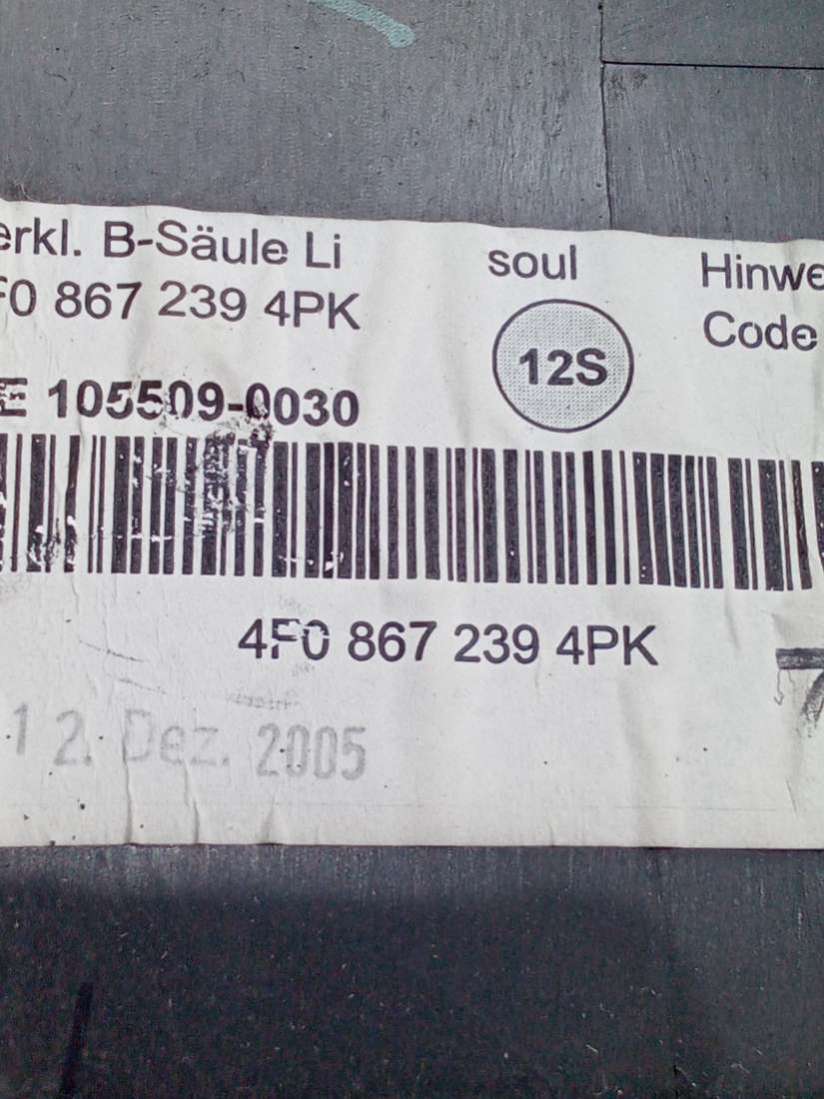 erkl. B-Säule Li
soul
Hinwe
F0 867 239 4PK
Code
12S
E 105509-0030
4F0 867 239 4PK
12. Dez. 2005